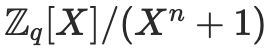 ℤ_q[X]/(X^n + 1)